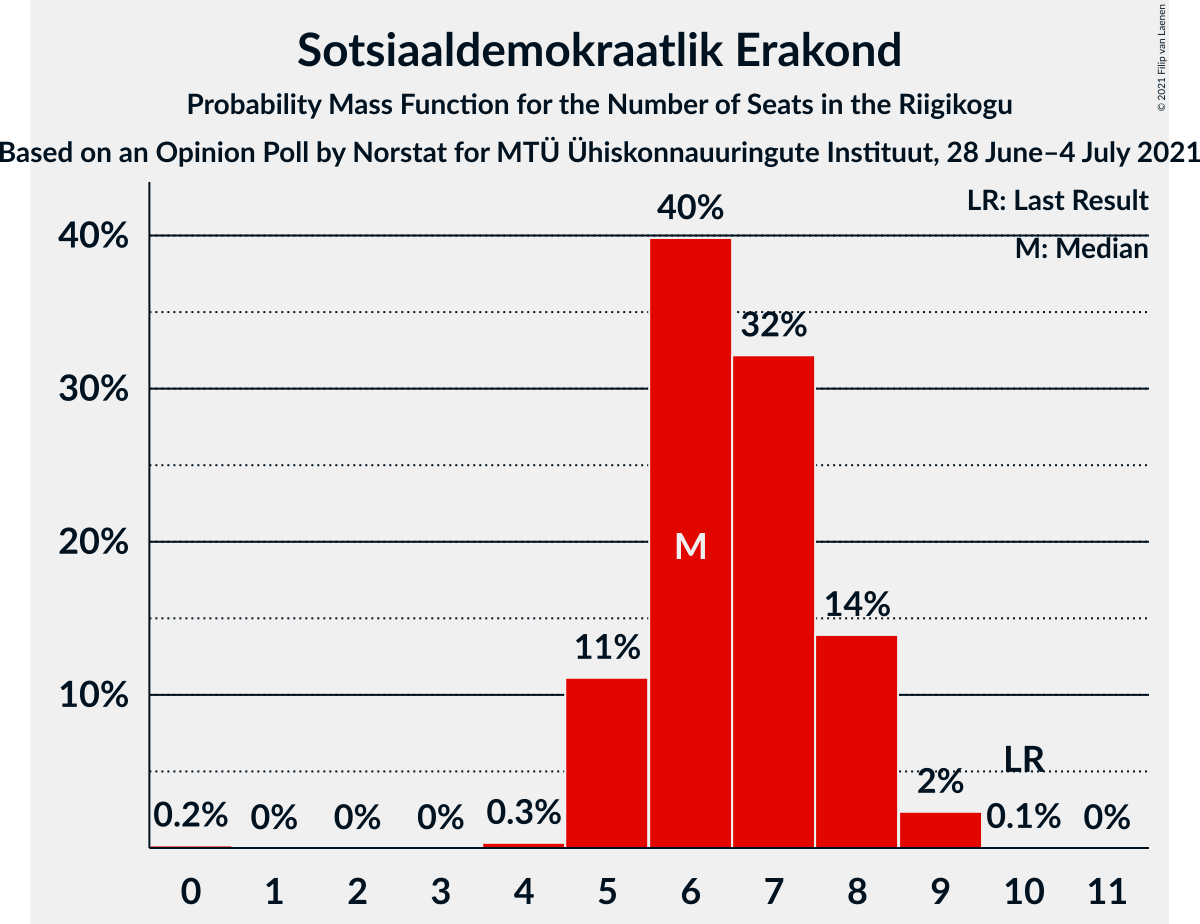 Sotsiaaldemokraatlik Erakond
Probability Mass Function for the Number of Seats in the Riigikogu
Based on an Opinion Poll by Norstat for MTÜ Ühiskonnauuringute Instituut, 28 June–4 July 2021
© 2021 Filip van Laenen
LR: Last Result
M: Median
40%
30%
20%
10%
0.2%
0%
0%
0%
0.3%
11%
40%
M
32%
14%
2%
LR
0.1%
0%
0 1 2 3 4 5 6 7 8 9 10 11